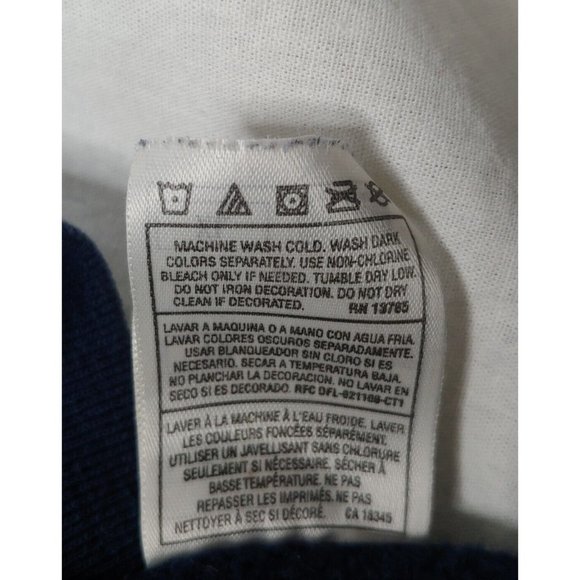 MACHINE WASH COLD. WASH DARK
COLORS SEPARATELY. USE NON-CHLORINE
BLEACH ONLY IF NEEDED. TUMBLE DRY LOW.
DO NOT IRON DECORATION. DO NOT DRY
CLEAN IF DECORATED. RN 13765
LAVAR A MAQUINA O A MANO CON AGUA FRIA.
LAVAR COLORES OSCUROS SEPARADAMENTE.
USAR BLANQUEADOR SIN CLORO SI ES
NECESARIO. SECAR A TEMPERATURA BAJA.
NO PLANCHAR LA DECORACION. NO LAVAR EN
SECO SI ES DECORADO. RFC DFL-821108-CT1
LAVER À LA MACHINE À L'EAU FROIDE. LAVER
LES COULEURS FONCÉES SÉPARÉMENT.
UTILISER UN JAVELLISANT SANS CHLORURE
SEULEMENT SI NÉCESSAIRE. SÉCHER À
BASSE TEMPÉRATURE. NE PAS
REPASSER LES IMPRIMÉS. NE PAS
NETTOYER À SEC SI DÉCORÉ. CA 18345